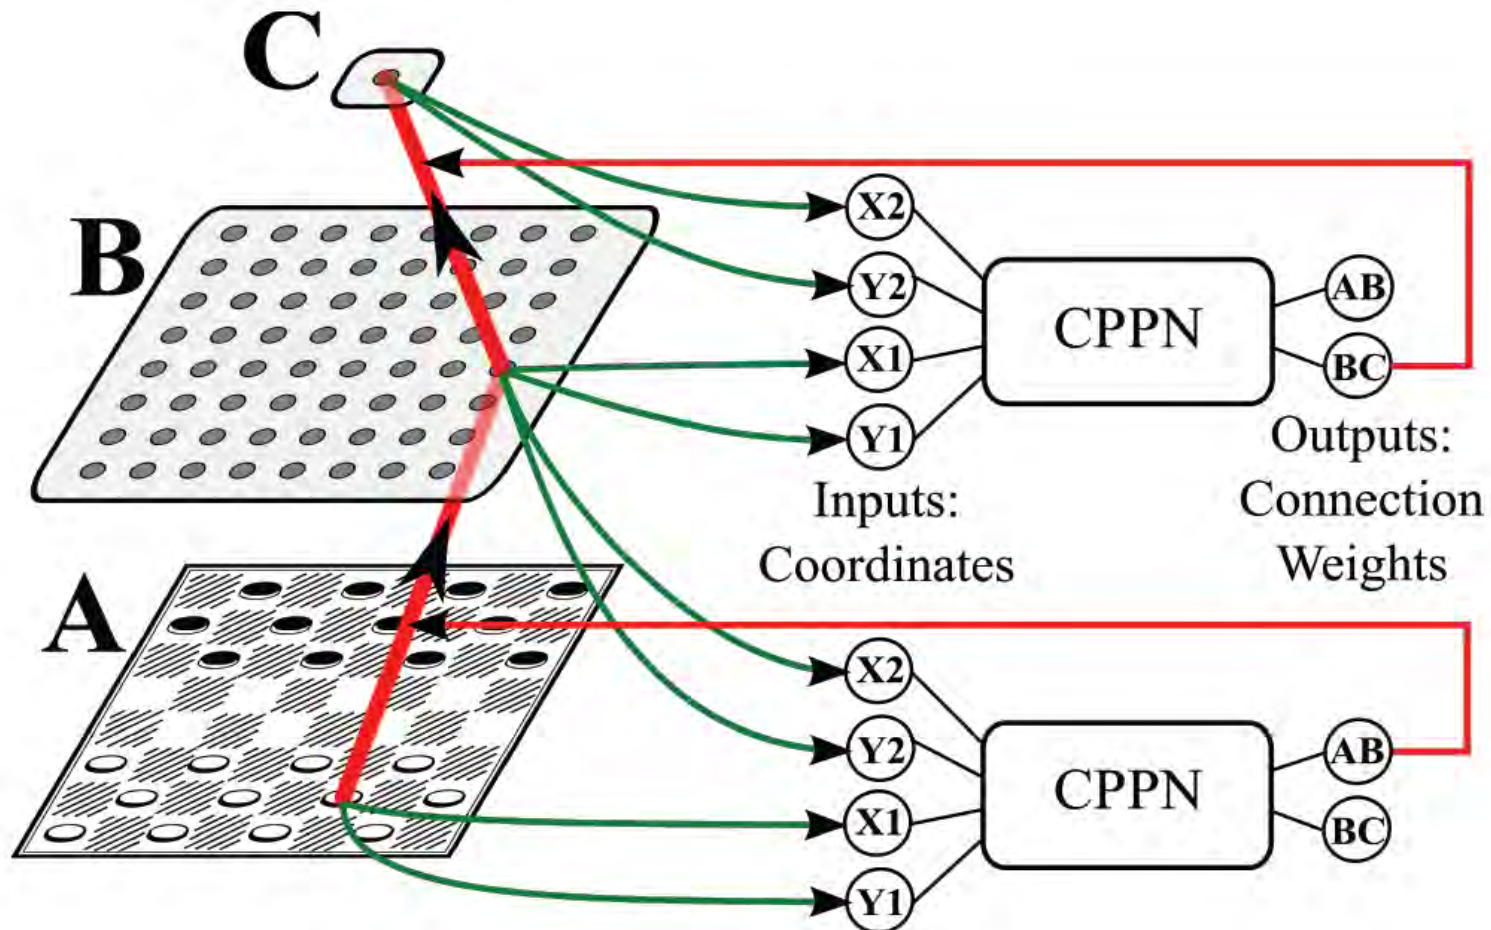 C
B
X2
Y2
X1
Y1
CPPN
AB
BC
Inputs:
Coordinates
Outputs:
Connection
Weights
A
X2
Y2
X1
Y1
CPPN
AB
BC